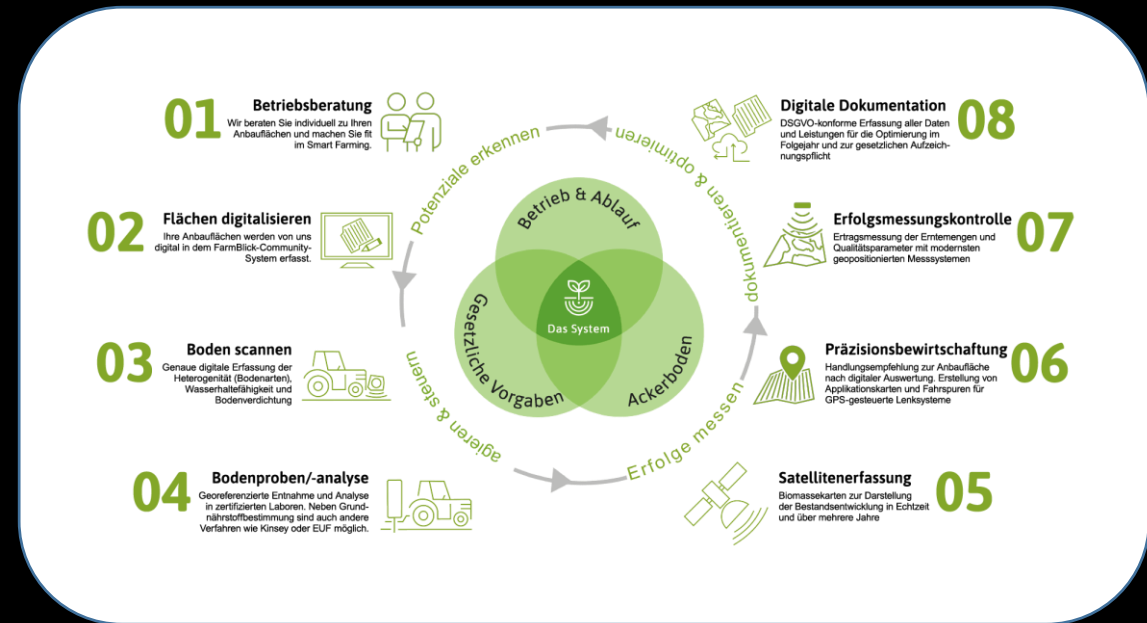 01
Betriebsberatung
Wir beraten Sie individuell zu Ihren
Anbauflächen und machen Sie fit
im Smart Farming.
02
Flächen digitalisieren
Ihre Anbauflächen werden von uns
digital in dem FarmBlick-Community-
System erfasst.
03
Boden scannen
Genaue digitale Erfassung der
Heterogenität (Bodenarten),
Wasserhaltefähigkeit und
Bodenverdichtung
04
Bodenproben/-analyse
Georeferenzierte Entnahme und Analyse
in zertifizierten Laboren. Neben Grund-
nährstoffbestimmung sind auch andere
Verfahren wie Kinsey oder EUF möglich.
Potenziale erkennen
agieren & steuern
Erfolge messen
dokumentieren & optimieren
Betrieb & Ablauf
Gesetzliche Vorgaben
Ackerboden
Das System
Digitale Dokumentation
08
DSGVO-konforme Erfassung aller Daten
und Leistungen für die Optimierung im
Folgejahr und zur gesetzlichen Aufzeich-
nungspflicht
Erfolgsmessungskontrolle
07
Ertragsmessung der Erntemengen und
Qualitätsparameter mit modernsten
geopositionierten Messsystemen
Präzisionsbewirtschaftung
06
Handlungsempfehlung zur Anbaufläche
nach digitaler Auswertung. Erstellung von
Applikationskarten und Fahrspuren für
GPS-gesteuerte Lenksysteme
Satellitenerfassung
05
Biomassekarten zur Darstellung
der Bestandsentwicklung in Echtzeit
und über mehrere Jahre